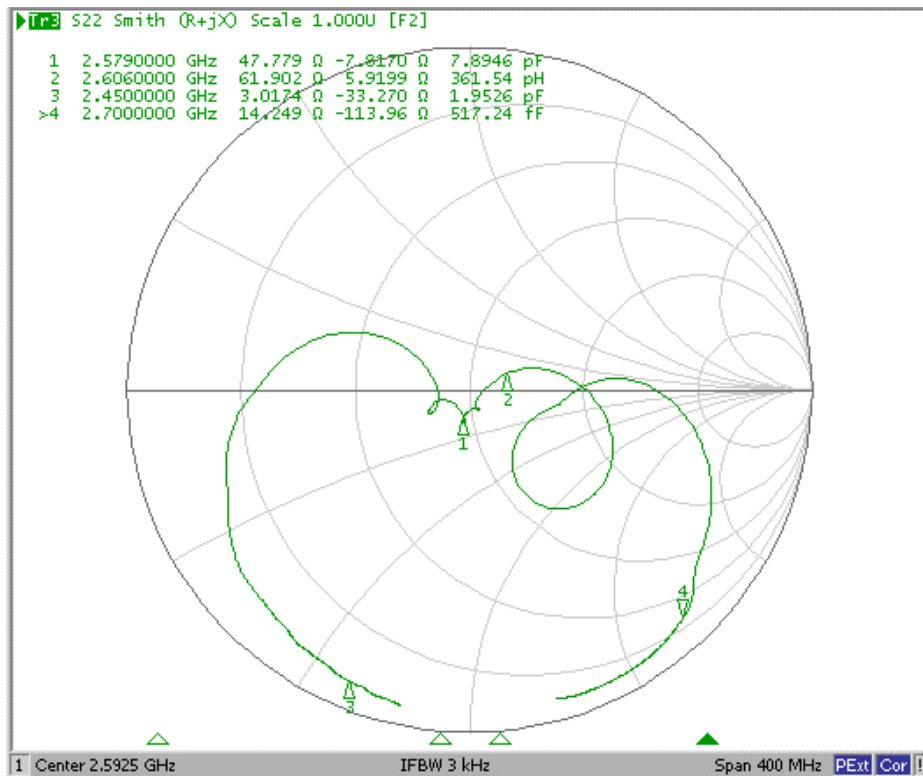 Tr3 S22 Smith (R+jX) Scale 1.000U [F2]
1 2.5790000 GHz 47.779 Ω -7.8170 Ω 7.8946 pF
2 2.6060000 GHz 61.902 Ω 5.9199 Ω 361.54 pH
3 2.4500000 GHz 3.0174 Ω -33.270 Ω 1.9526 pF
>4 2.7000000 GHz 14.249 Ω -113.96 Ω 517.24 fF
2
1
4
3
1 Center 2.5925 GHz IFBW 3 kHz Span 400 MHz PExt Cor